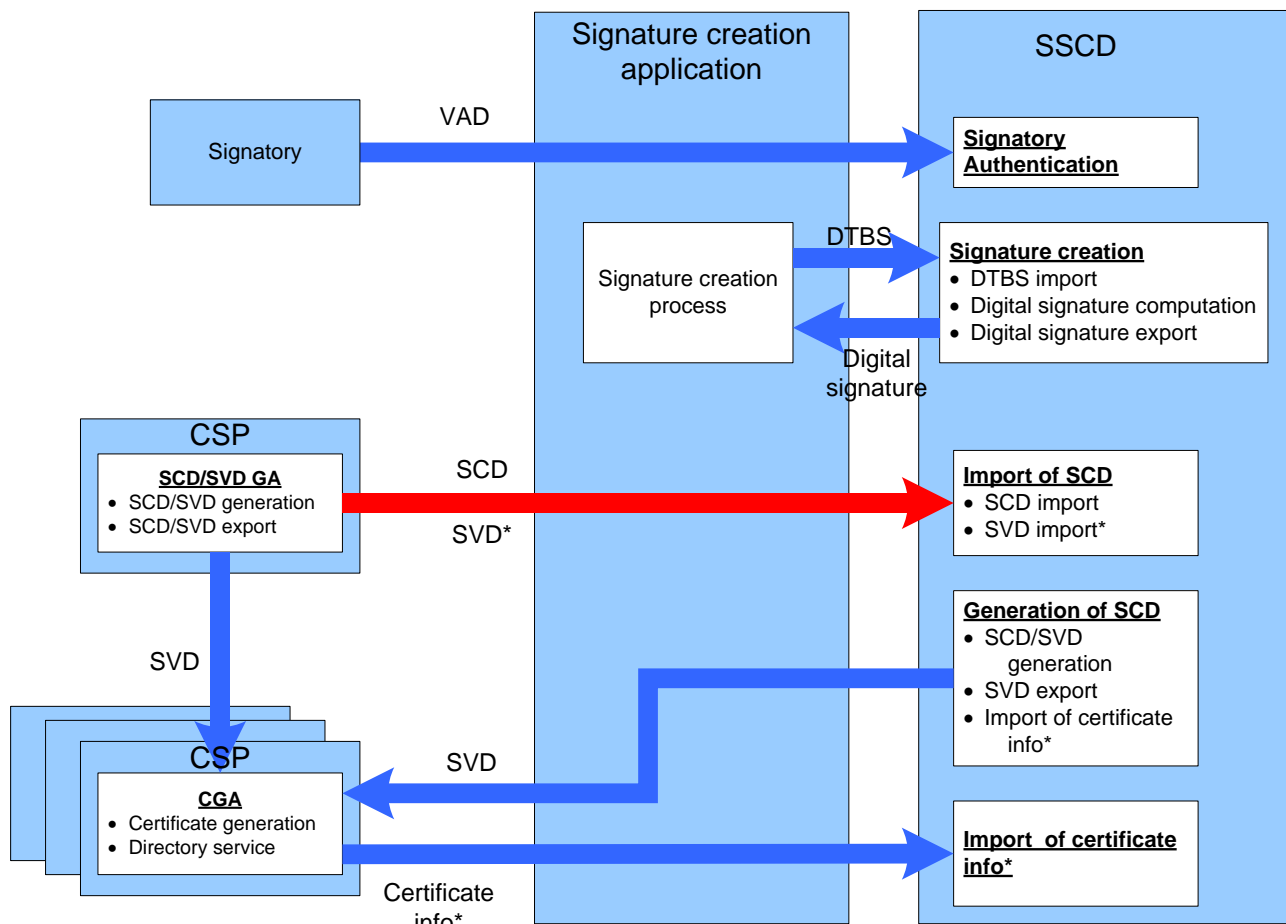 Signature creation
application
SSCD
VAD
Signatory
Signatory
Authentication
DTBS
Signature creation
process
Signature creation
• DTBS import
• Digital signature computation
• Digital signature export
Digital
signature
CSP
SCD/SVD GA
• SCD/SVD generation
• SCD/SVD export
SCD
SVD*
Import of SCD
• SCD import
• SVD import*
SVD
Generation of SCD
• SCD/SVD
generation
• SVD export
• Import of certificate
info*
CSP
SVD
CGA
• Certificate generation
• Directory service
Import of certificate
info*
Certificate
info*